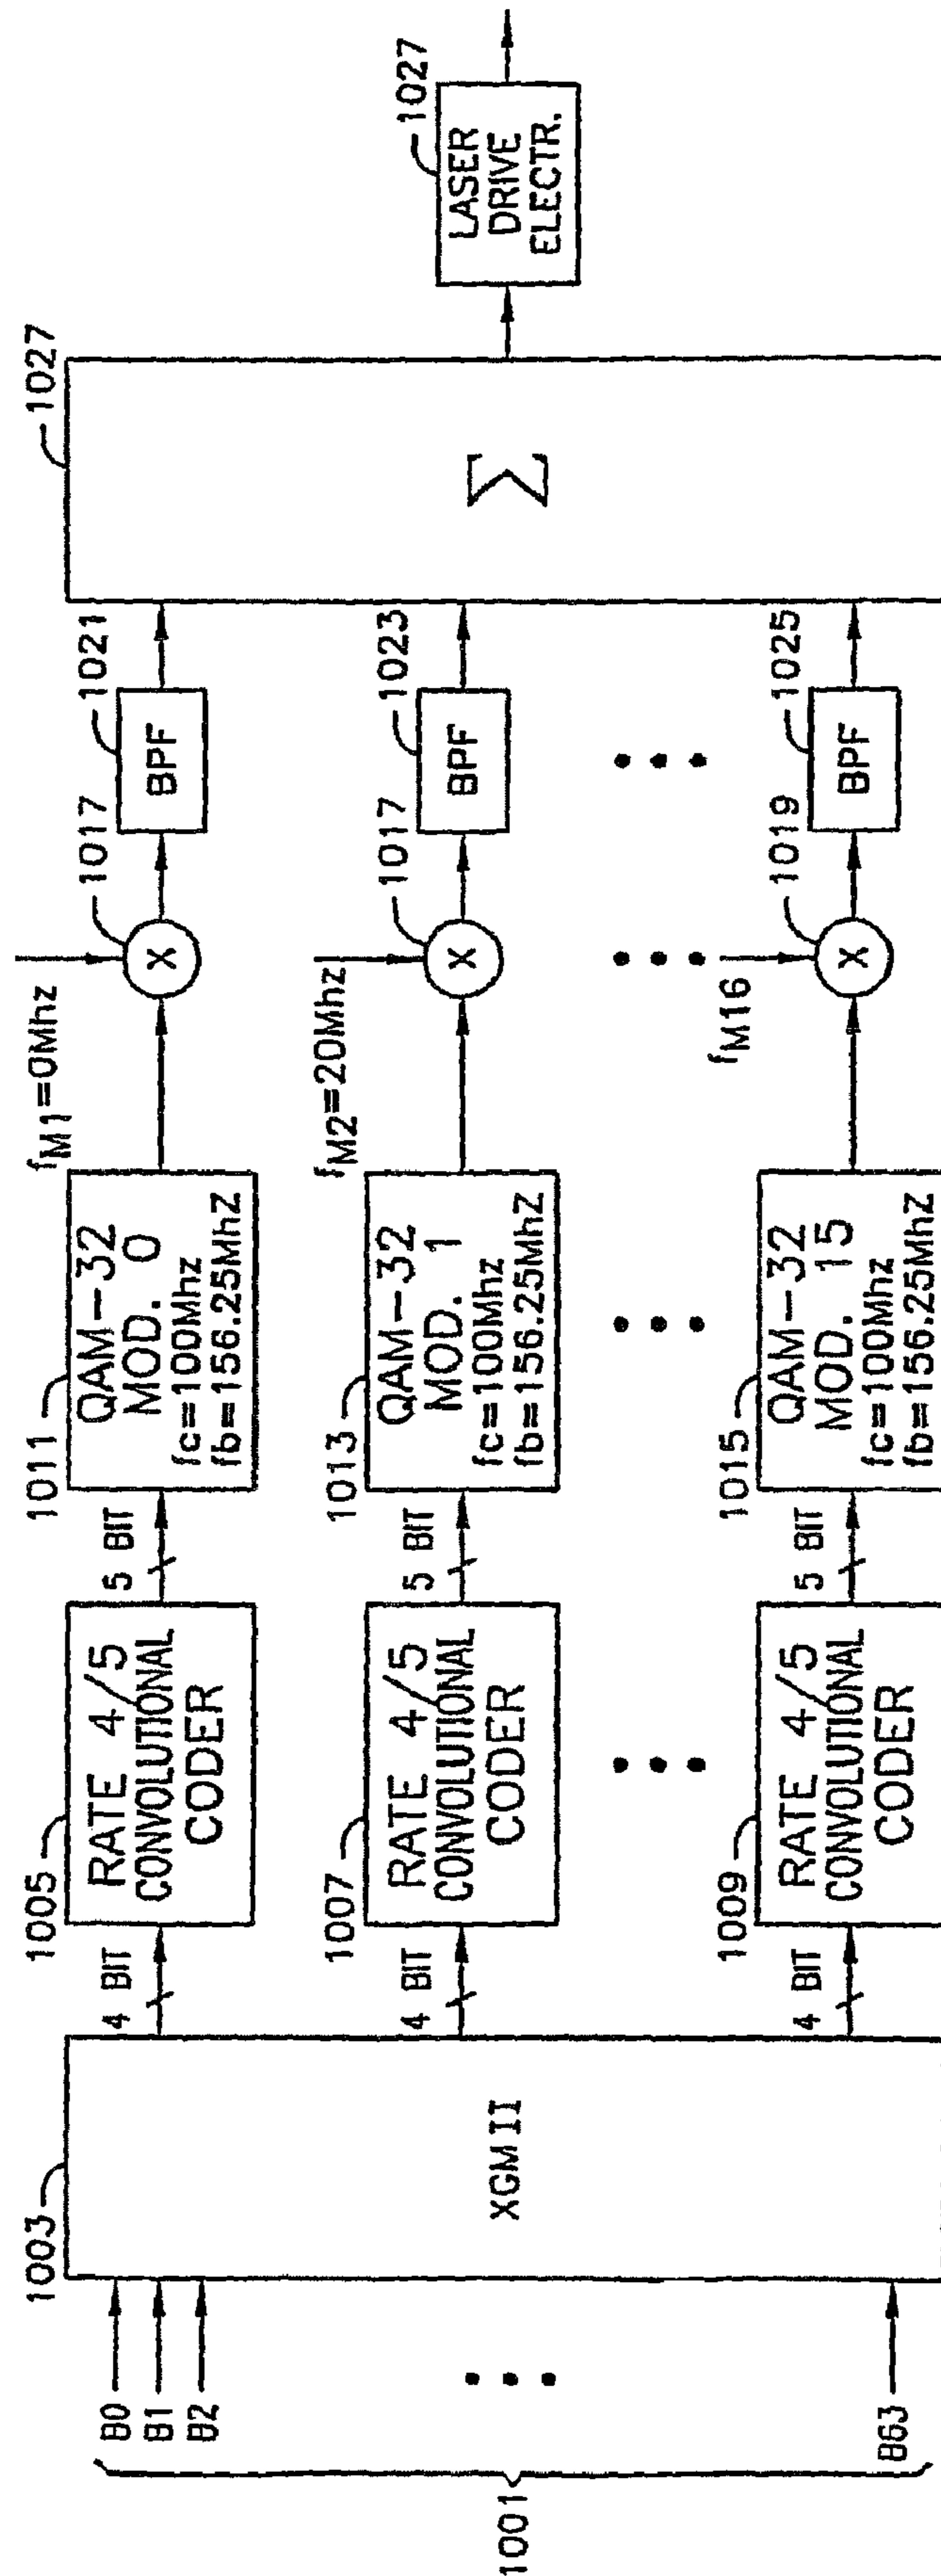 1001
B0
B1
B2
B63
1003
XGMII
4 BIT
4 BIT
4 BIT
1005
RATE 4/5
CONVOLUTIONAL
CODER
1007
RATE 4/5
CONVOLUTIONAL
CODER
1009
RATE 4/5
CONVOLUTIONAL
CODER
5 BIT
5 BIT
5 BIT
1011
QAM-32
MOD. 0
fc=100Mhz
fb=156.25MhZ
1013
QAM-32
MOD. 1
fc=100Mhz
fb=156.25MhZ
1015
QAM-32
MOD. 15
fc=100Mhz
fb=156.25MhZ
fM1=0Mhz
X
1017
fM2=20Mhz
X
1017
fM16
X
1019
BPF
1021
BPF
1023
BPF
1025
1027
Σ
LASER
DRIVE
ELECTR.
1027